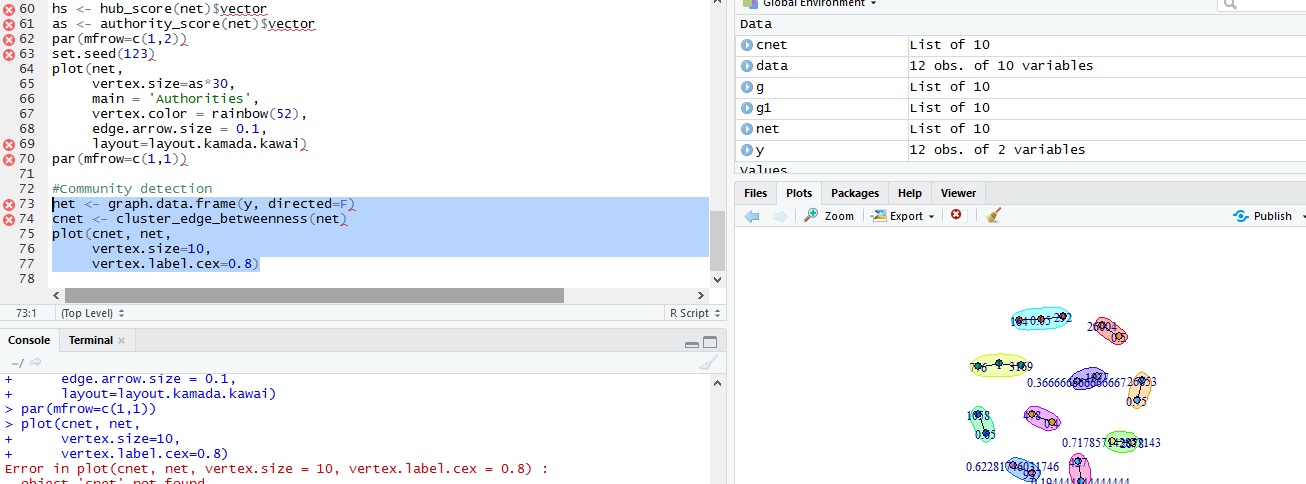 60 hs <- hub_score(net)$vector
61 as <- authority_score(net)$vector
62 par(mfrow=c(1,2))
63 set.seed(123)
64 plot(net,
65 vertex.size=as*30,
66 main = 'Authorities',
67 vertex.color = rainbow(52),
68 edge.arrow.size = 0.1,
69 layout=layout.kamada.kawai)
70 par(mfrow=c(1,1))
71
72 #Community detection
73 net <- graph.data.frame(y, directed=F)
74 cnet <- cluster_edge_betweenness(net)
75 plot(cnet, net,
76 vertex.size=10,
77 vertex.label.cex=0.8)
78
73:1 (Top Level) R Script
Console Terminal
~/
+ edge.arrow.size = 0.1,
+ layout=layout.kamada.kawai)
> par(mfrow=c(1,1))
> plot(cnet, net,
+ vertex.size=10,
+ vertex.label.cex=0.8)
Error in plot(cnet, net, vertex.size = 10, vertex.label.cex = 0.8) :
object 'cnet' not found
Global Environment
Data
cnet List of 10
data 12 obs. of 10 variables
g List of 10
g1 List of 10
net List of 10
y 12 obs. of 2 variables
Values
Files Plots Packages Help Viewer
Zoom Export Publish
0.62281746031746